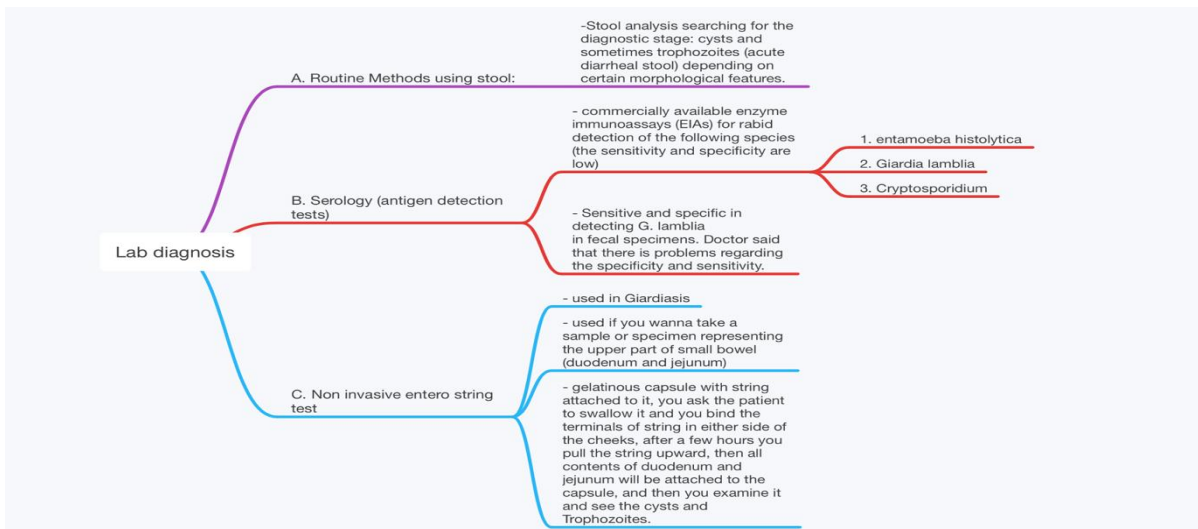 Lab diagnosis
A. Routine Methods using stool:
-Stool analysis searching for the
diagnostic stage: cysts and
sometimes trophozoites (acute
diarrheal stool) depending on
certain morphological features.
B. Serology (antigen detection
tests)
- commercially available enzyme
immunoassays (EIAs) for rabid
detection of the following species
(the sensitivity and specificity are
low)
1. entamoeba histolytica
2. Giardia lamblia
3. Cryptosporidium
- Sensitive and specific in
detecting G. lamblia
in fecal specimens. Doctor said
that there is problems regarding
the specificity and sensitivity.
C. Non invasive entero string
test
- used in Giardiasis
- used if you wanna take a
sample or specimen representing
the upper part of small bowel
(duodenum and jejunum)
- gelatinous capsule with string
attached to it, you ask the patient
to swallow it and you bind the
terminals of string in either side of
the cheeks, after a few hours you
pull the string upward, then all
contents of duodenum and
jejunum will be attached to the
capsule, and then you examine it
and see the cysts and
Trophozoites.